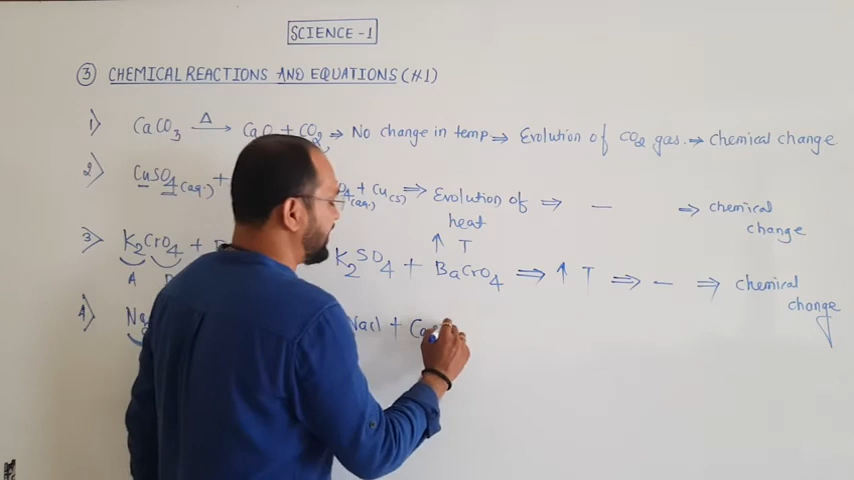 SCIENCE-1
③ CHEMICAL REACTIONS AND EQUATIONS (H.1)
1) CaCO₃ Δ→ CaO + CO₂ ⇒ No change in temp ⇒ Evolution of CO₂ gas. → Chemical change.
2) CuSO₄(aq.) + O₄(aq.) + Cu(s) ⇒ Evolution of heat ⇒ — ⇒ chemical change.
↑ T
3) K₂CrO₄ + K₂SO₄ + BaCrO₄ ⇒ ↑ T ⇒ — ⇒ chemical change
A
4) Na NaCl + Ca